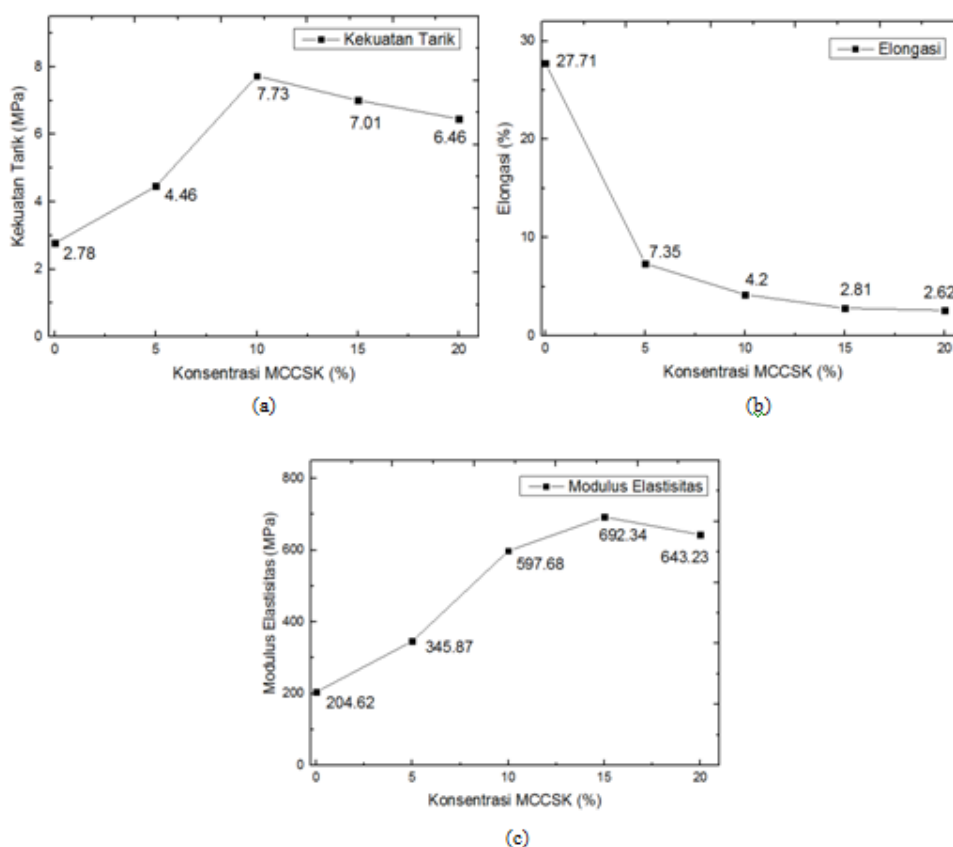 Kekuatan Tarik
Kekuatan Tarik (MPa)
8
6
4
2
0
2.78
4.46
7.73
7.01
6.46
0 5 10 15 20
Konsentrasi MCCSK (%)
(a)
Elongasi
Elongasi (%)
30
20
10
0
27.71
7.35
4.2
2.81
2.62
0 5 10 15 20
Konsentrasi MCCSK (%)
(b)
Modulus Elastisitas
Modulus Elastisitas (MPa)
800
600
400
200
0
204.62
345.87
597.68
692.34
643.23
0 5 10 15 20
Konsentrasi MCCSK (%)
(c)